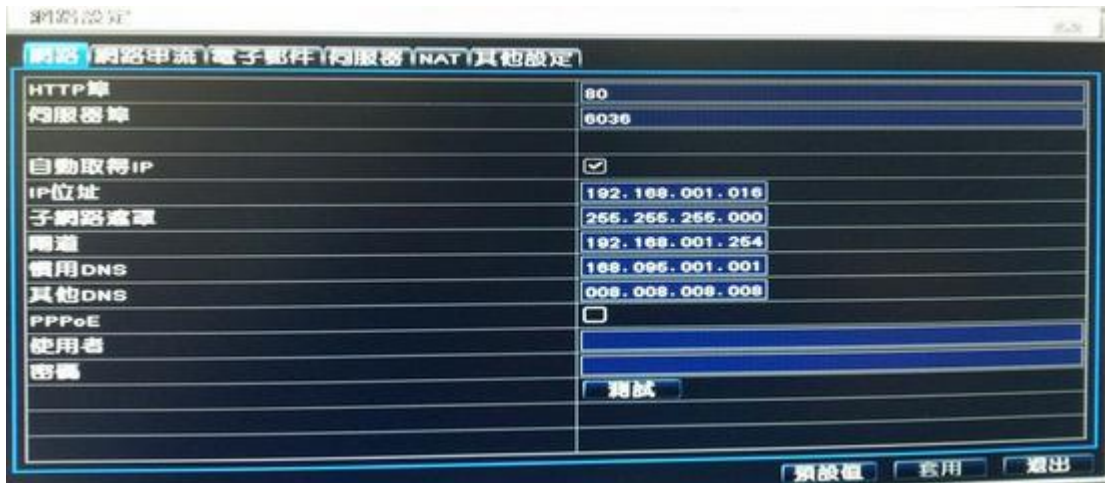 網路設定
網路 網路串流 電子郵件 伺服器 NAT 其他設定
HTTP埠 80
伺服器埠 6036
自動取得IP
IP位址 192.168.001.016
子網路遮罩 255.255.255.000
閘道 192.168.001.254
慣用DNS 168.095.001.001
其他DNS 008.008.008.008
PPPoE
使用者
密碼
測試
預設值 套用 退出